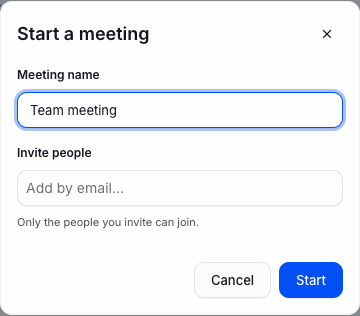 Start a meeting
Meeting name
Team meeting
Invite people
Add by email...
Only the people you invite can join.
Cancel
Start